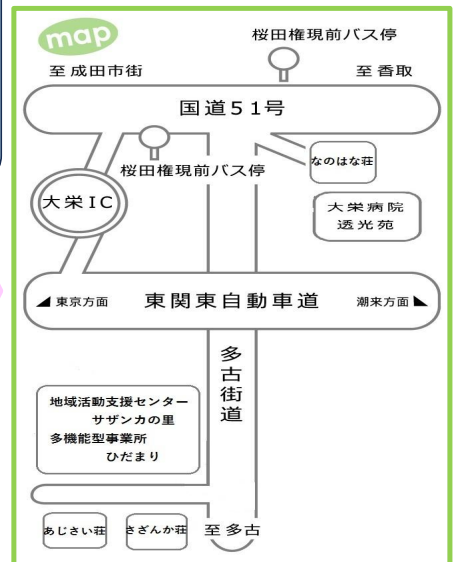 map
桜田権現前バス停
至成田市街
至香取
国道51号
桜田権現前バス停
なのはな荘
大栄IC
大栄病院
透光苑
◢ 東京方面
東関東自動車道
潮来方面 ◣
多古街道
地域活動支援センター
サザンカの里
多機能型事業所
ひだまり
あじさい荘
さざんか荘
至多古